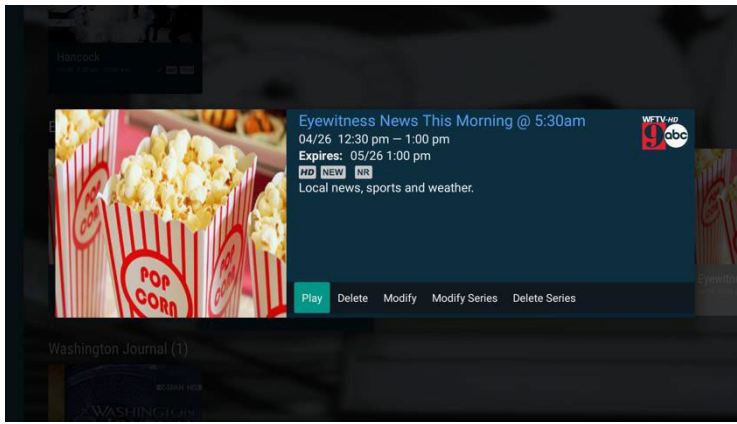 Hancock
Eyewitness News This Morning @ 5:30am
WFTV-HD
9 abc
04/26 12:30 pm — 1:00 pm
Expires: 05/26 1:00 pm
HD NEW NR
Local news, sports and weather.
POP
CORN
Play Delete Modify Modify Series Delete Series
Washington Journal (1)
WASHINGTON